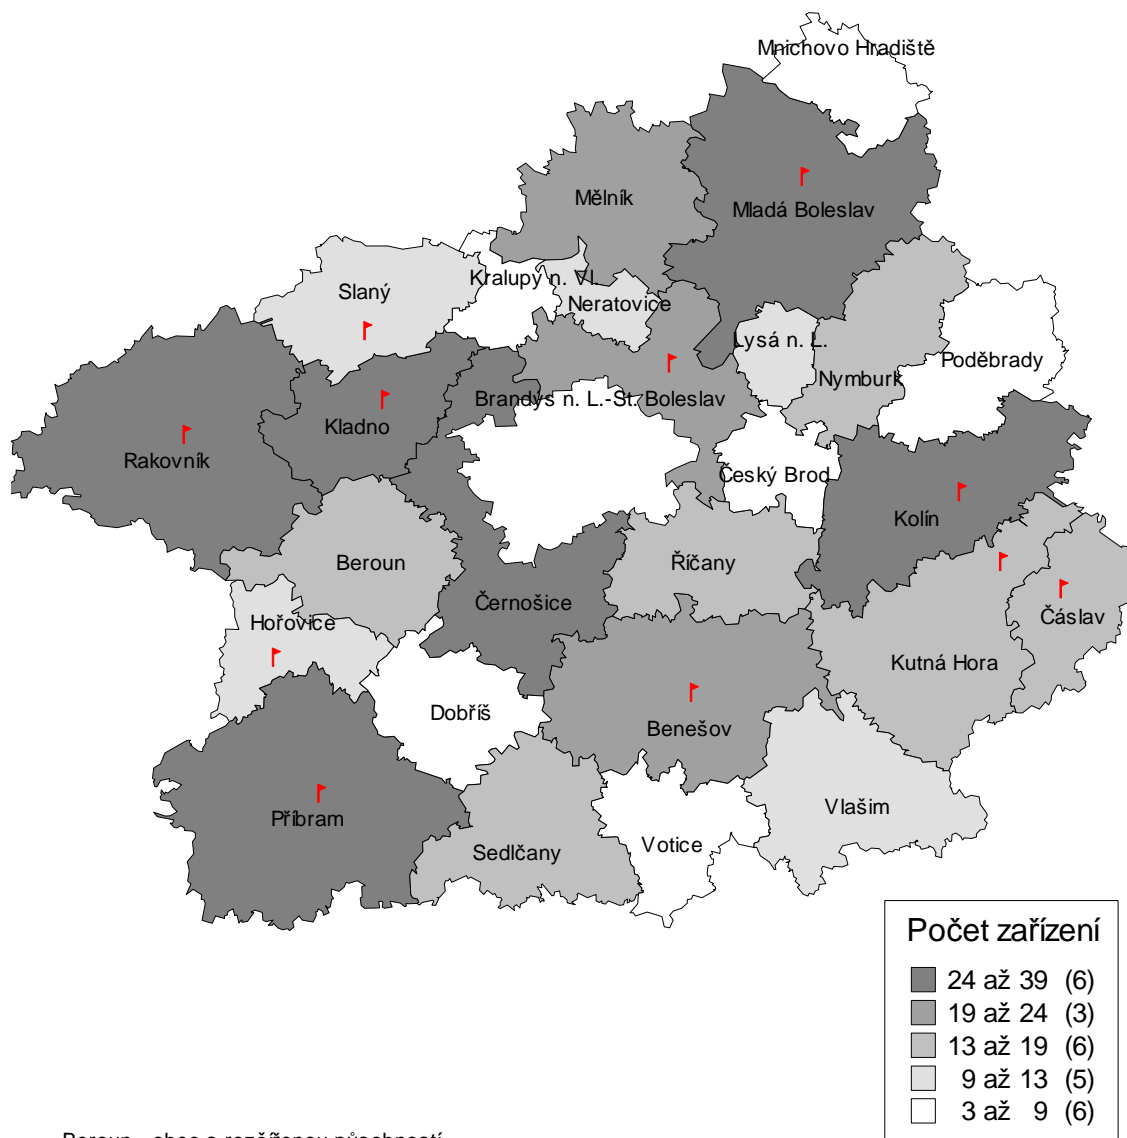 Mnichovo Hradiště
Mělník
Mladá Boleslav
Kralupy n. Vl.
Slaný
Neratovice
Lysá n. L.
Poděbrady
Nymburk
Brandýs n. L.-St. Boleslav
Kladno
Rakovník
Český Brod
Kolín
Beroun
Říčany
Černošice
Čáslav
Hořovice
Kutná Hora
Dobříš
Benešov
Vlašim
Příbram
Votice
Sedlčany
Počet zařízení
24 až 39 (6)
19 až 24 (3)
13 až 19 (6)
9 až 13 (5)
3 až 9 (6)